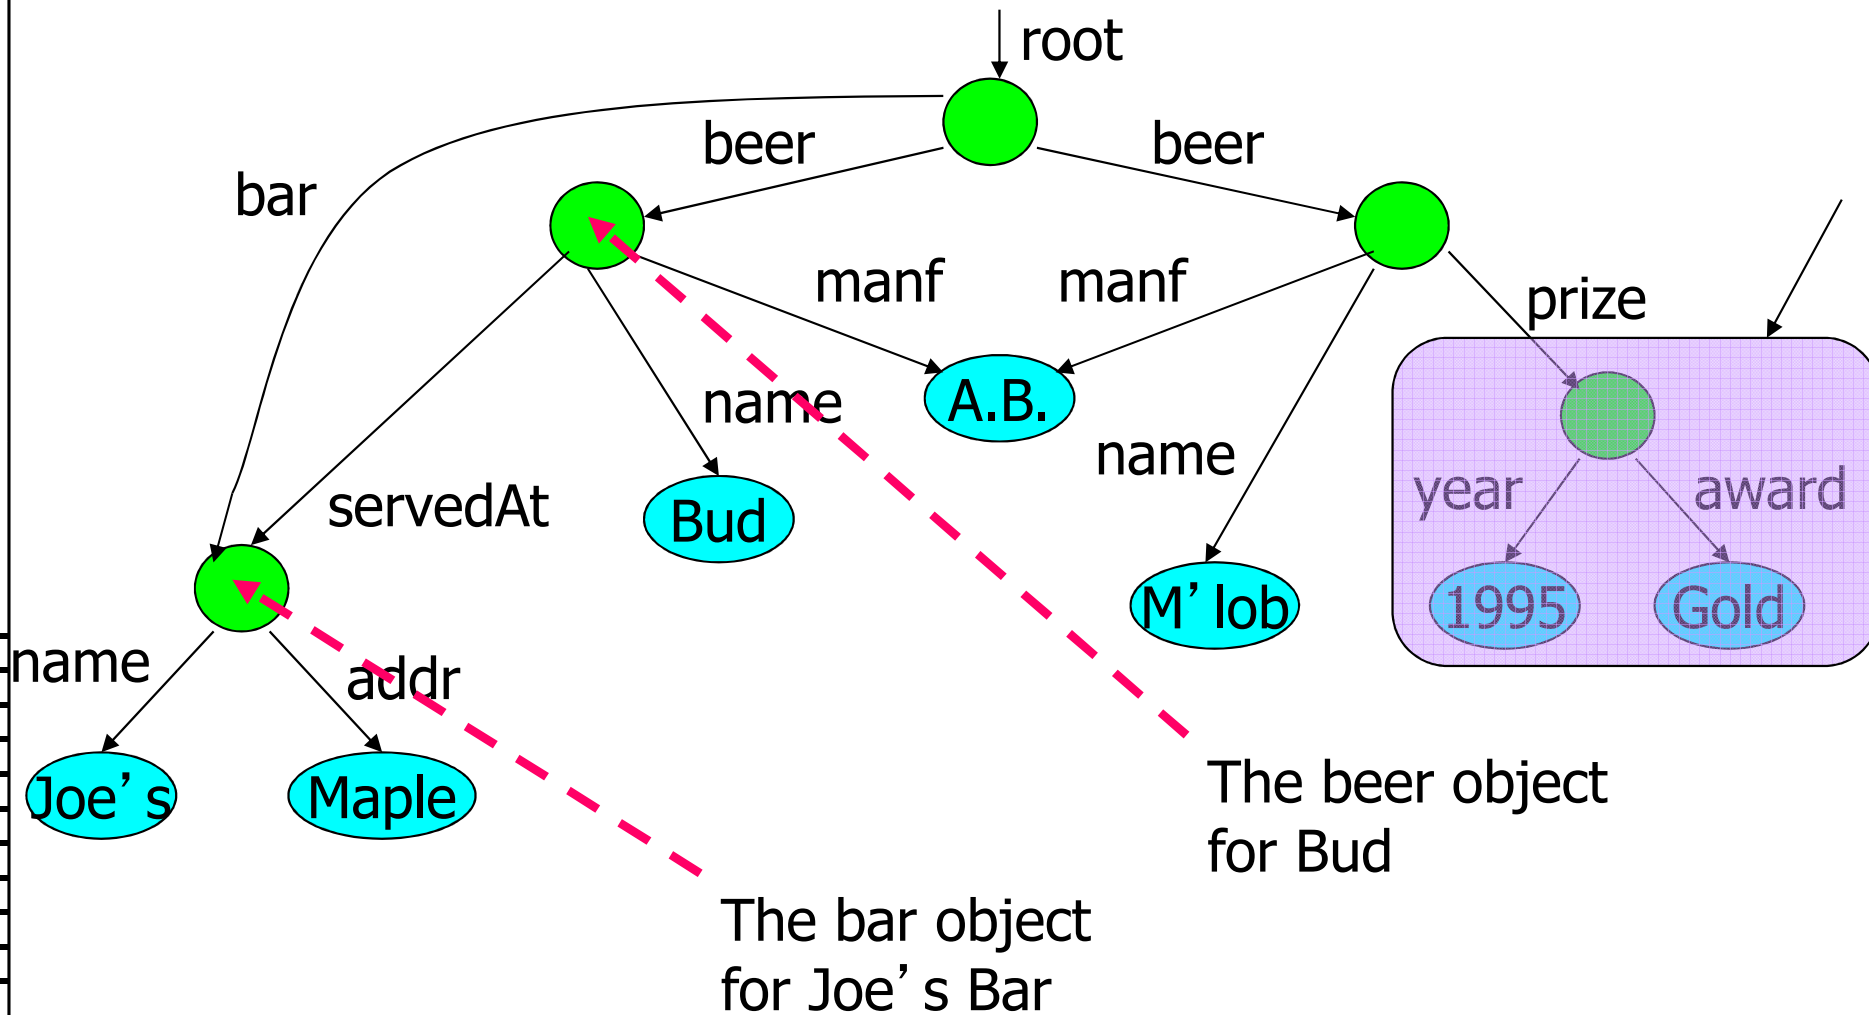 root
beer
beer
bar
manf
manf
prize
name
A.B.
name
year
award
servedAt
Bud
M’lob
1995
Gold
name
addr
Joe’s
Maple
The beer object
for Bud
The bar object
for Joe’s Bar